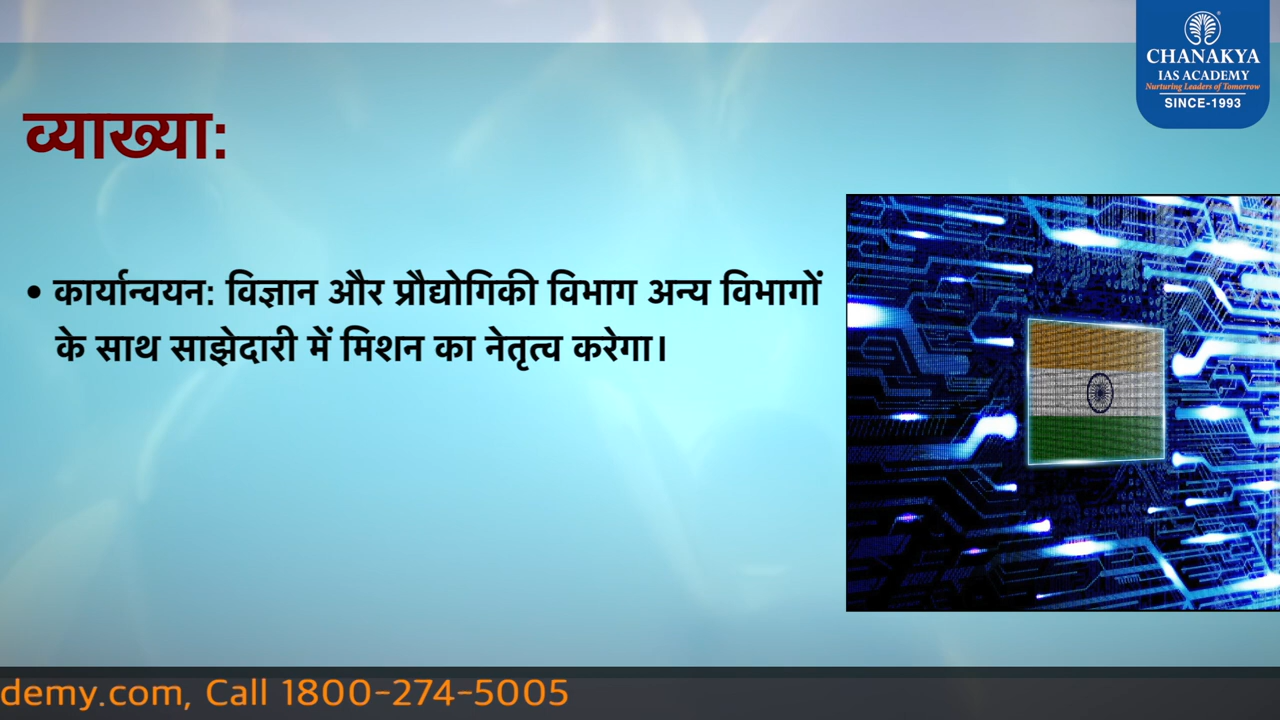 CHANAKYA
IAS ACADEMY
Nurturing Leaders of Tomorrow
SINCE-1993
व्याख्या:
• कार्यान्वयन: विज्ञान और प्रौद्योगिकी विभाग अन्य विभागों
के साथ साझेदारी में मिशन का नेतृत्व करेगा।
demy.com, Call 1800-274-5005